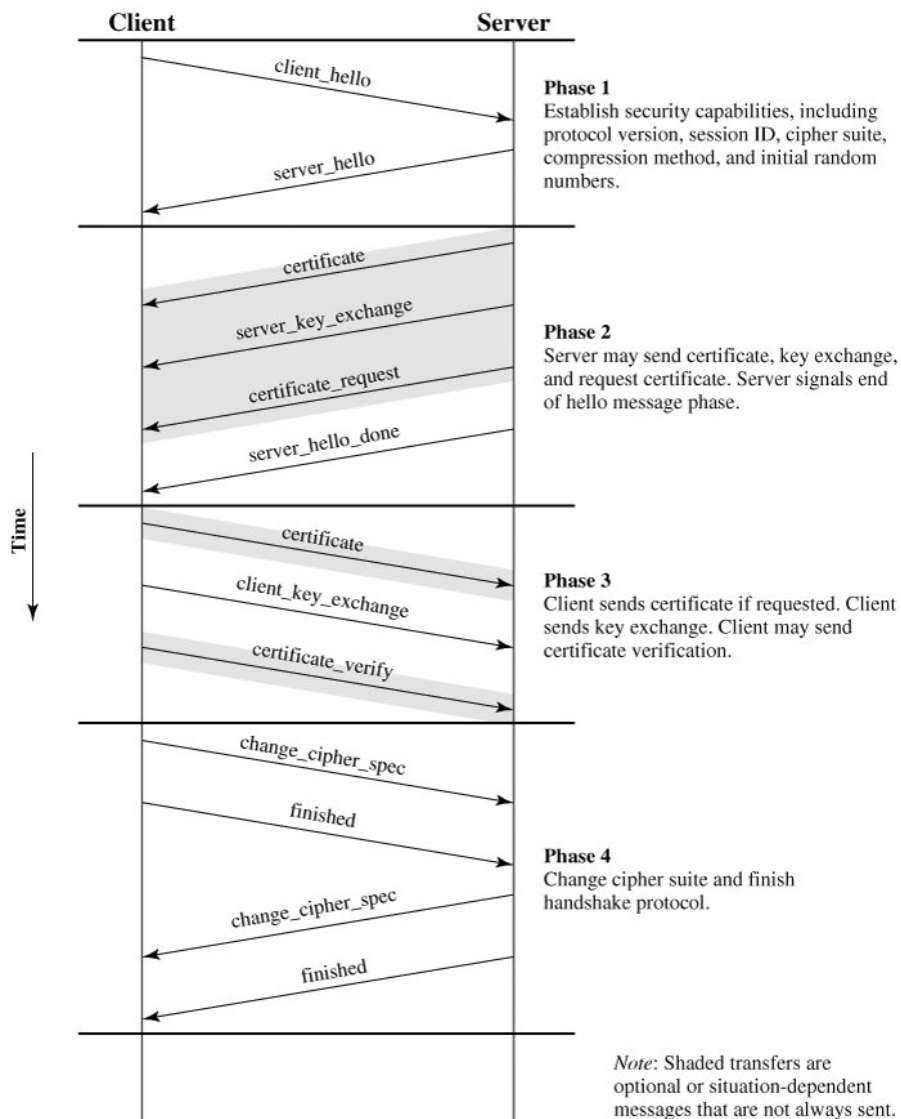 Client
Server
client_hello
server_hello
Phase 1
Establish security capabilities, including
protocol version, session ID, cipher suite,
compression method, and initial random
numbers.
certificate
server_key_exchange
certificate_request
server_hello_done
Phase 2
Server may send certificate, key exchange,
and request certificate. Server signals end
of hello message phase.
Time
certificate
client_key_exchange
certificate_verify
Phase 3
Client sends certificate if requested. Client
sends key exchange. Client may send
certificate verification.
change_cipher_spec
finished
change_cipher_spec
finished
Phase 4
Change cipher suite and finish
handshake protocol.
Note: Shaded transfers are
optional or situation-dependent
messages that are not always sent.